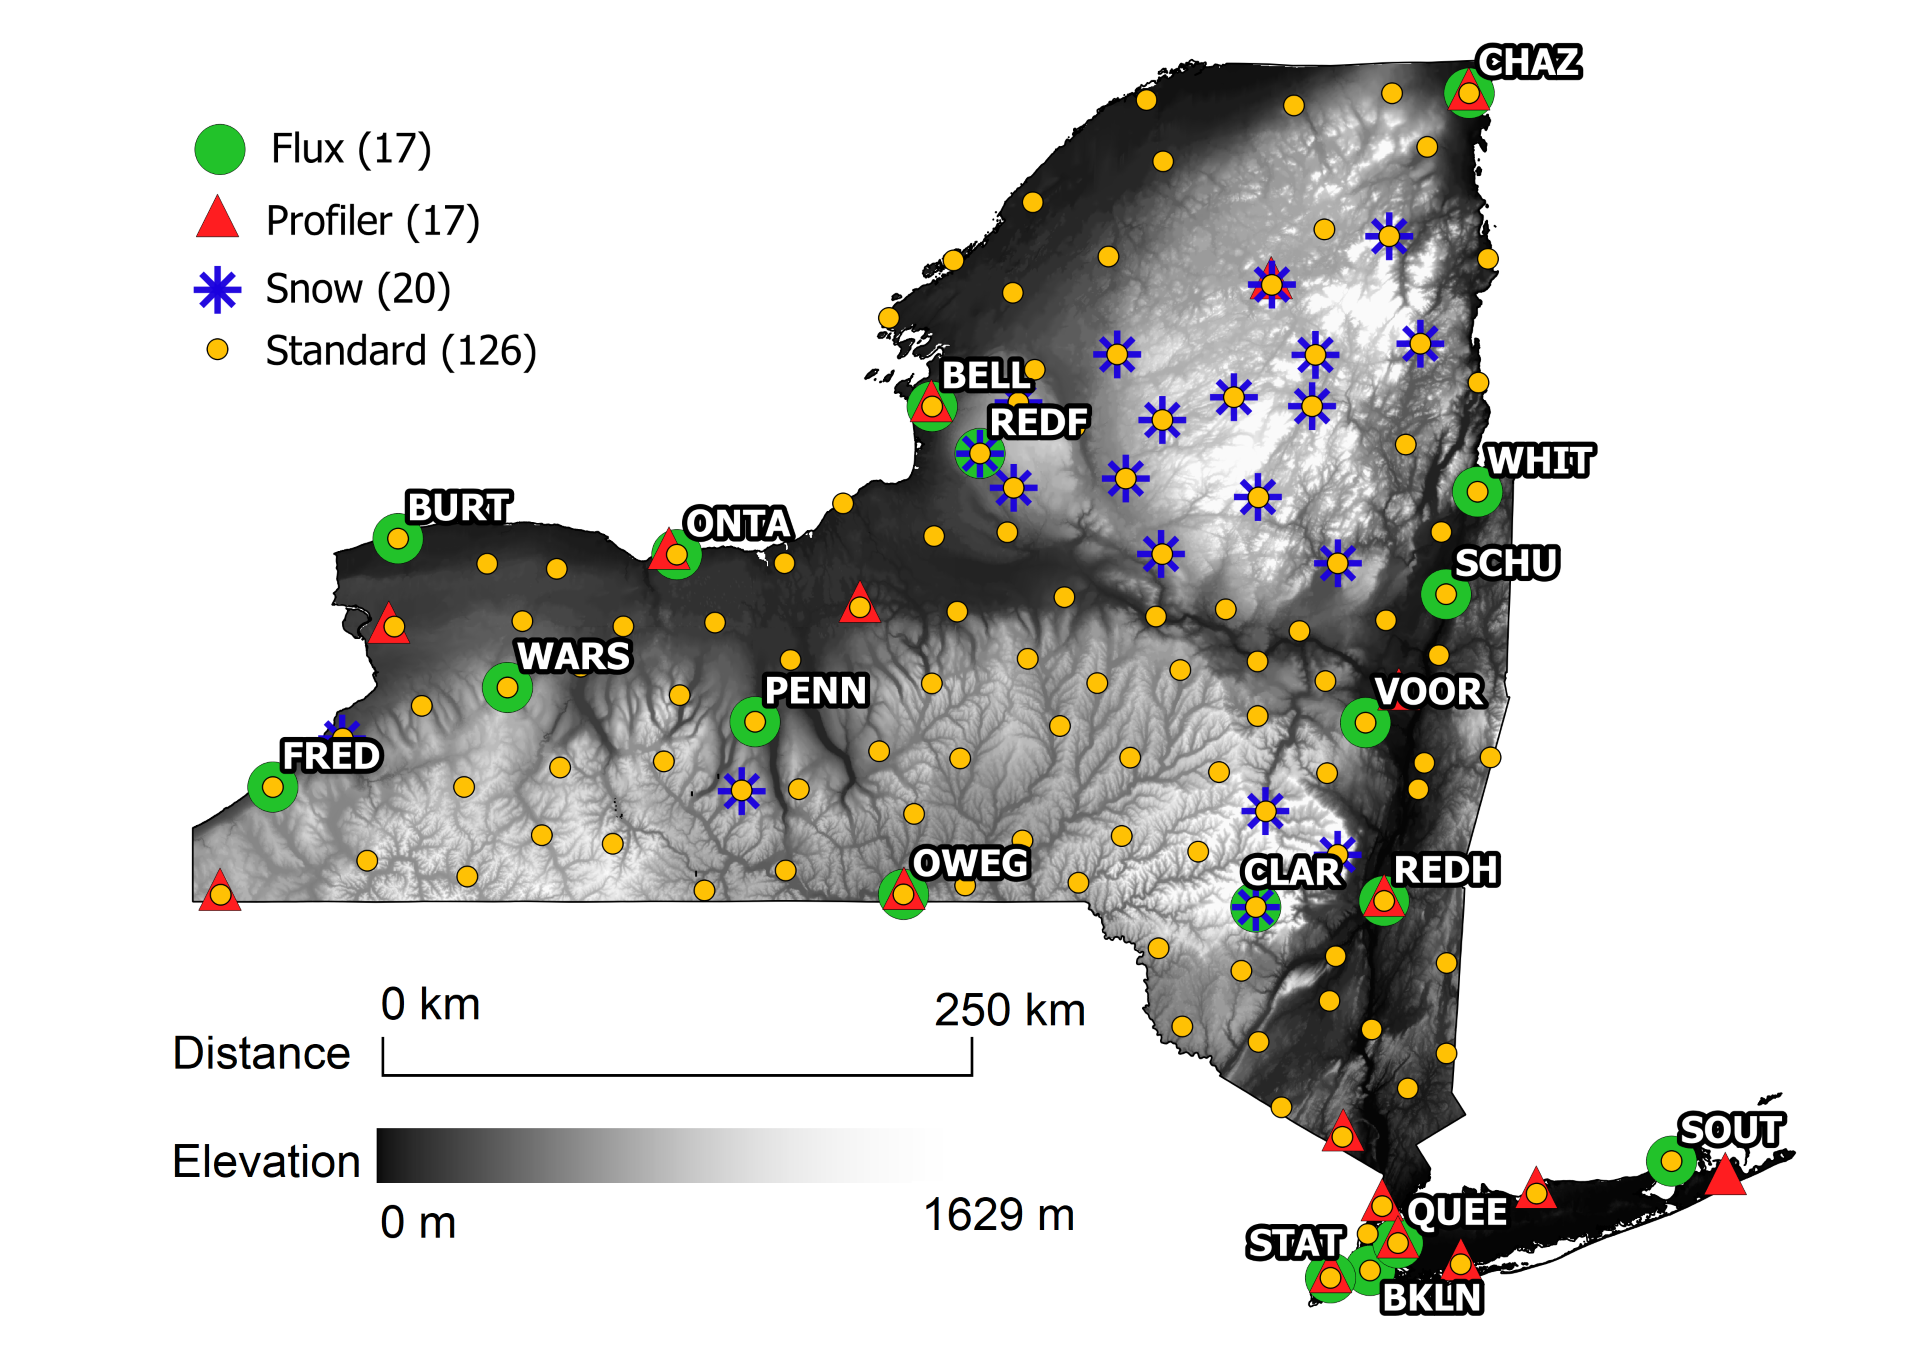 CHAZ
Flux (17)
Profiler (17)
Snow (20)
Standard (126)
BELL
REDF
WHIT
BURT
ONTA
SCHU
WARS
PENN
VOOR
FRED
OWEG
CLAR
REDH
0 km
250 km
Distance
SOUT
Elevation
0 m
1629 m
QUEE
STAT
BKLN